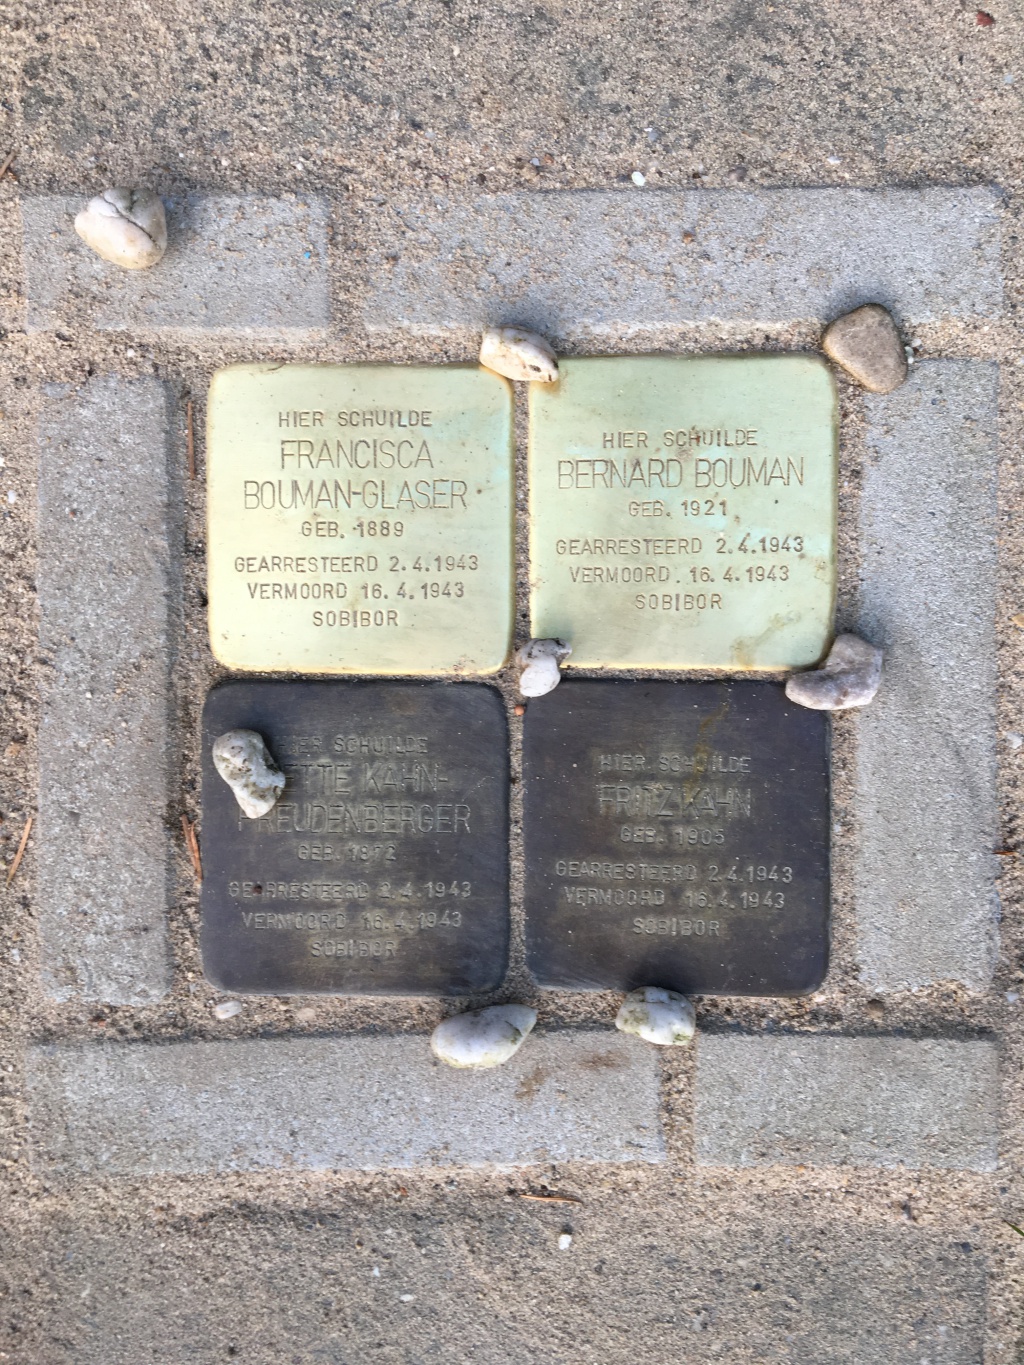 HIER SCHUILDE
FRANCISCA
BOUMAN-GLASER
GEB. 1889
GEARRESTEERD 2.4.1943
VERMOORD 16.4.1943
SOBIBOR
HIER SCHUILDE
BERNARD BOUMAN
GEB. 1921
GEARRESTEERD 2.4.1943
VERMOORD 16.4.1943
SOBIBOR
HIER SCHUILDE
KAHN-
FREUDENBERGER
GEB. 1872
GEARRESTEERD 2.4.1943
VERMOORD 16.4.1943
SOBIBOR
HIER SCHUILDE
FRITZ KAHN
GEB. 1905
GEARRESTEERD 2.4.1943
VERMOORD 16.4.1943
SOBIBOR